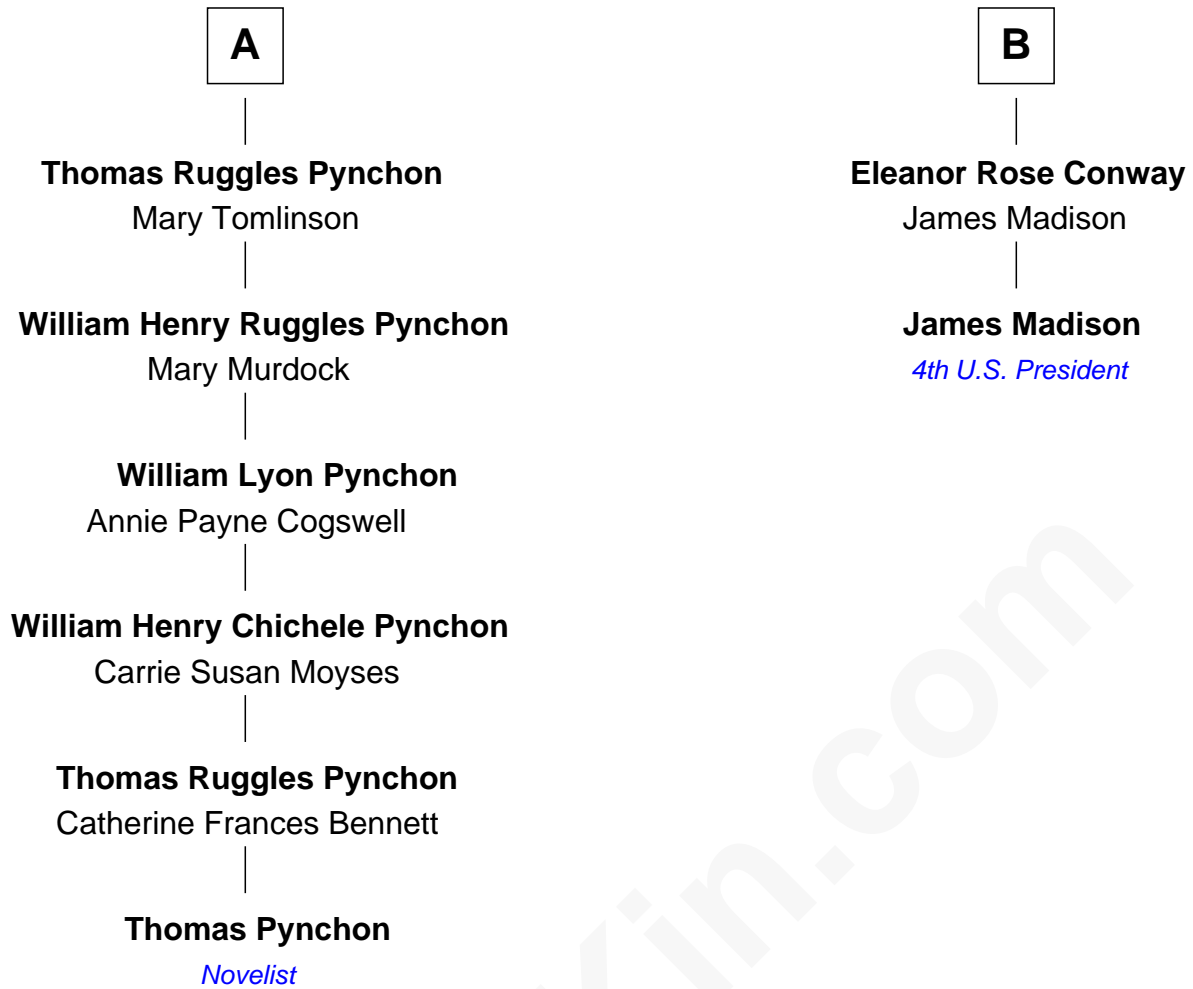 A
Thomas Ruggles Pynchon
Mary Tomlinson
William Henry Ruggles Pynchon
Mary Murdock
William Lyon Pynchon
Annie Payne Cogswell
William Henry Chichele Pynchon
Carrie Susan Moyses
Thomas Ruggles Pynchon
Catherine Frances Bennett
Thomas Pynchon
Novelist
B
Eleanor Rose Conway
James Madison
James Madison
4th U.S. President
in.com